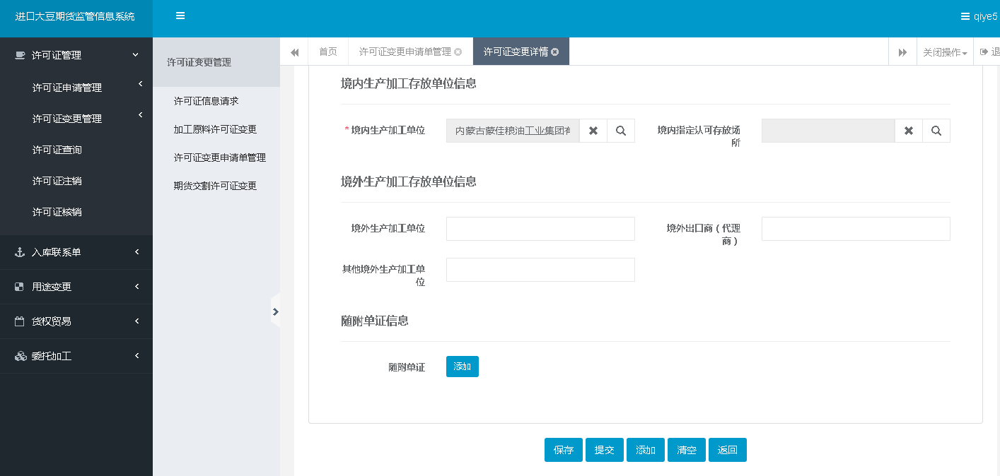 进口大豆期货监管信息系统
qiye5
许可证管理
许可证申请管理
许可证变更管理
许可证查询
许可证注销
许可证核销
入库联系单
用途变更
货权贸易
委托加工
许可证变更管理
许可证信息请求
加工原料许可证变更
许可证变更申请单管理
期货交割许可证变更
首页
许可证变更申请单管理
许可证变更详情
关闭操作
退
境内生产加工存放单位信息
* 境内生产加工单位
内蒙古蒙佳粮油工业集团有
境内指定认可存放场
所
境外生产加工存放单位信息
境外生产加工单位
境外出口商（代理
商）
其他境外生产加工单
位
随附单证信息
随附单证
添加
保存
提交
添加
清空
返回